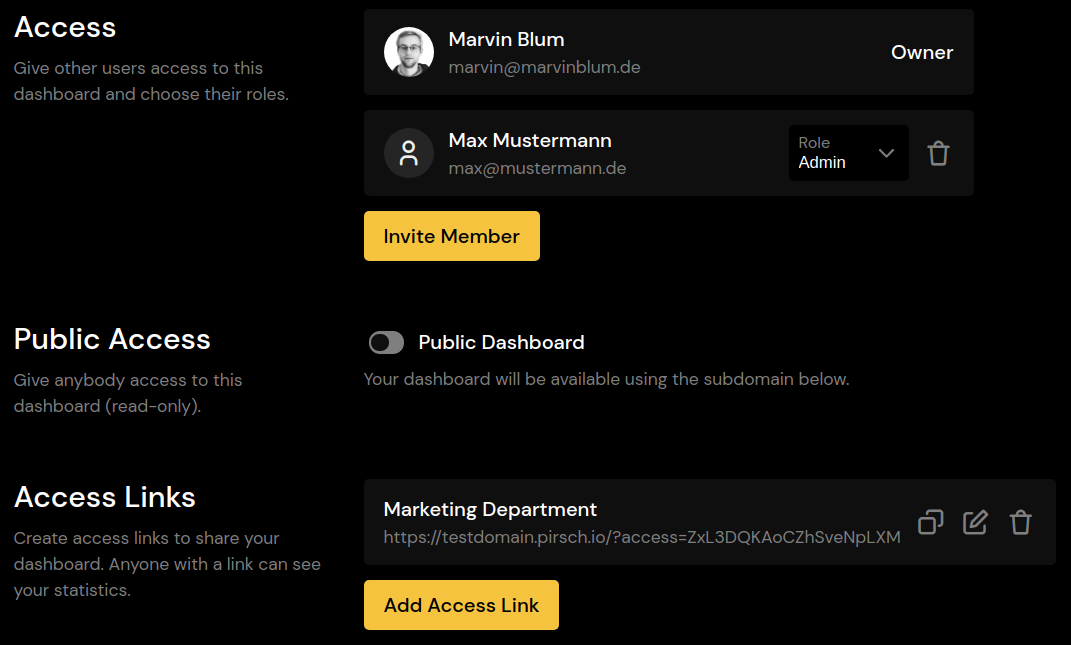 Access
Give other users access to this
dashboard and choose their roles.
Marvin Blum
marvin@marvinblum.de
Owner
Max Mustermann
max@mustermann.de
Role
Admin
Invite Member
Public Access
Give anybody access to this
dashboard (read-only).
Public Dashboard
Your dashboard will be available using the subdomain below.
Access Links
Create access links to share your
dashboard. Anyone with a link can see
your statistics.
Marketing Department
https://testdomain.pirsch.io/?access=ZxL3DQKAoCZhSveNpLXM
Add Access Link